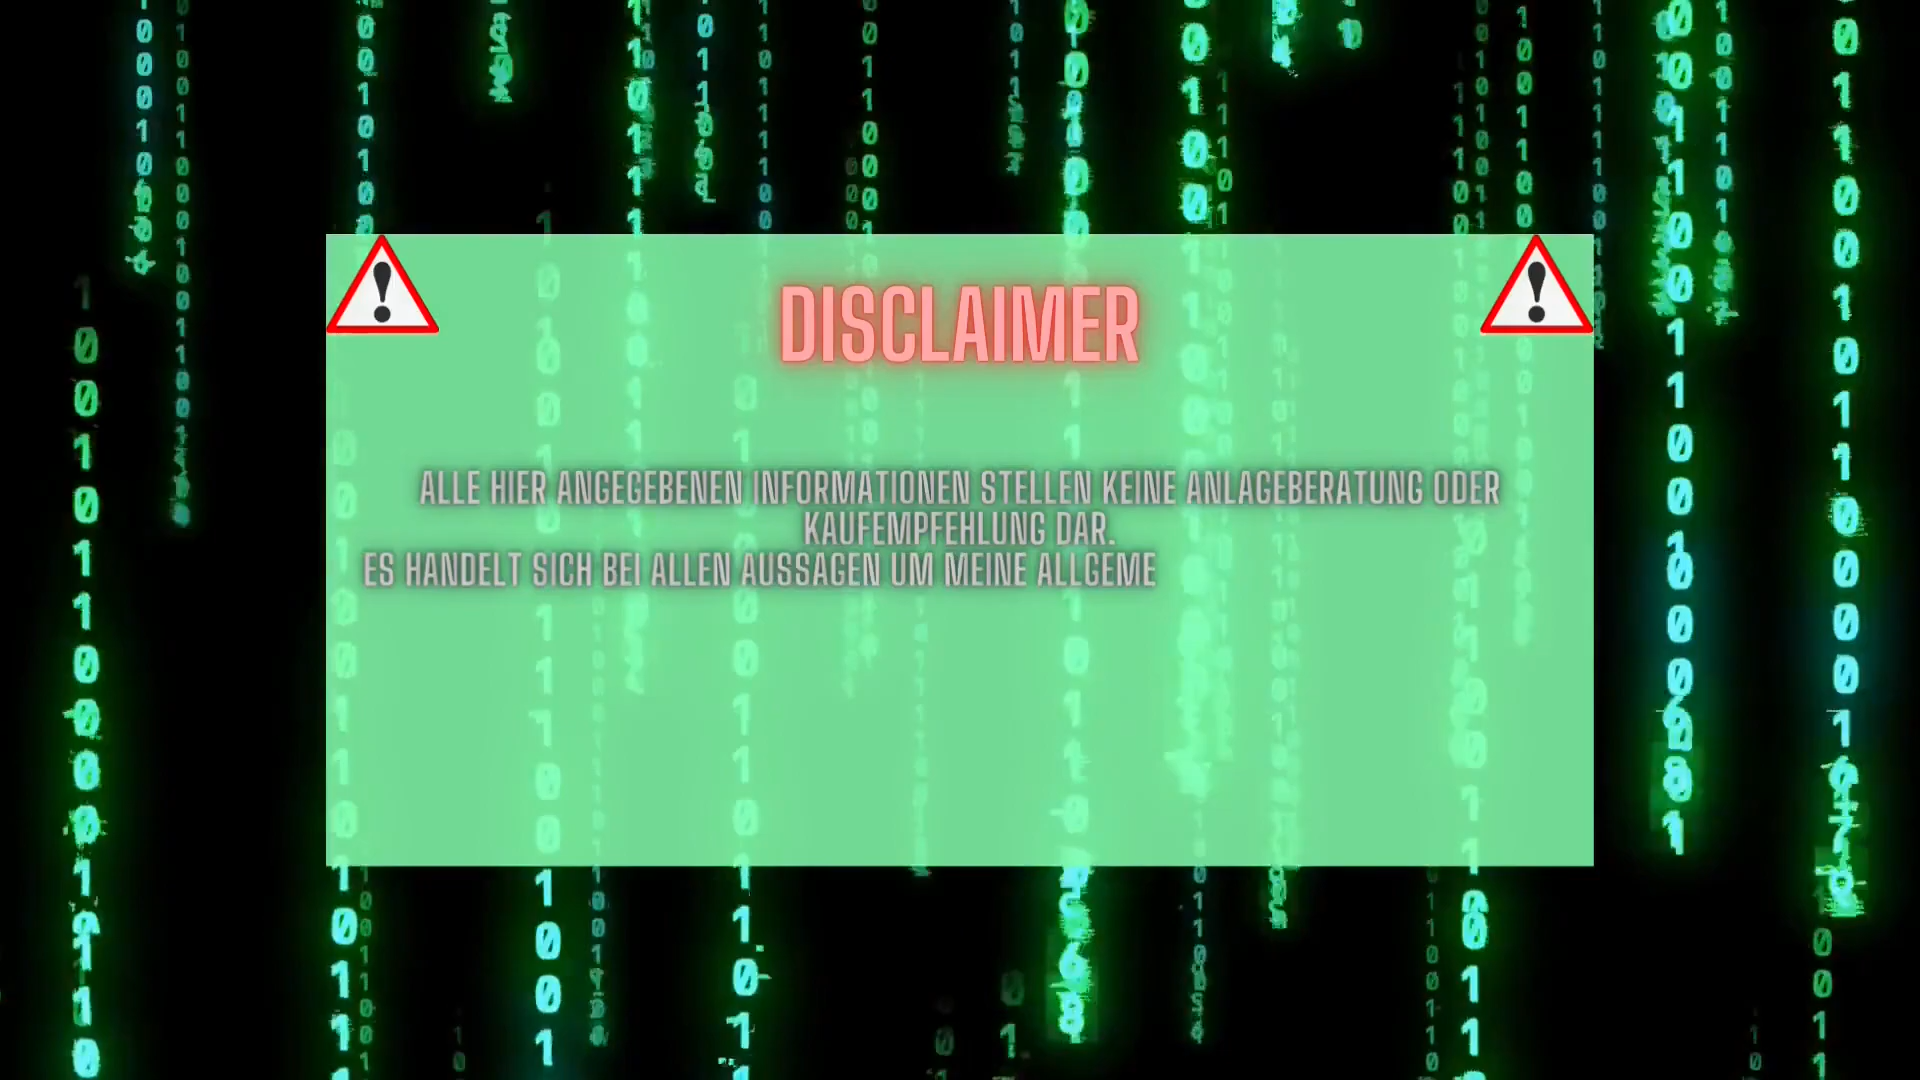 DISCLAIMER
ALLE HIER ANGEGEBENEN INFORMATIONEN STELLEN KEINE ANLAGEBERATUNG ODER
KAUFEMPFEHLUNG DAR.
ES HANDELT SICH BEI ALLEN AUSSAGEN UM MEINE ALLGEME